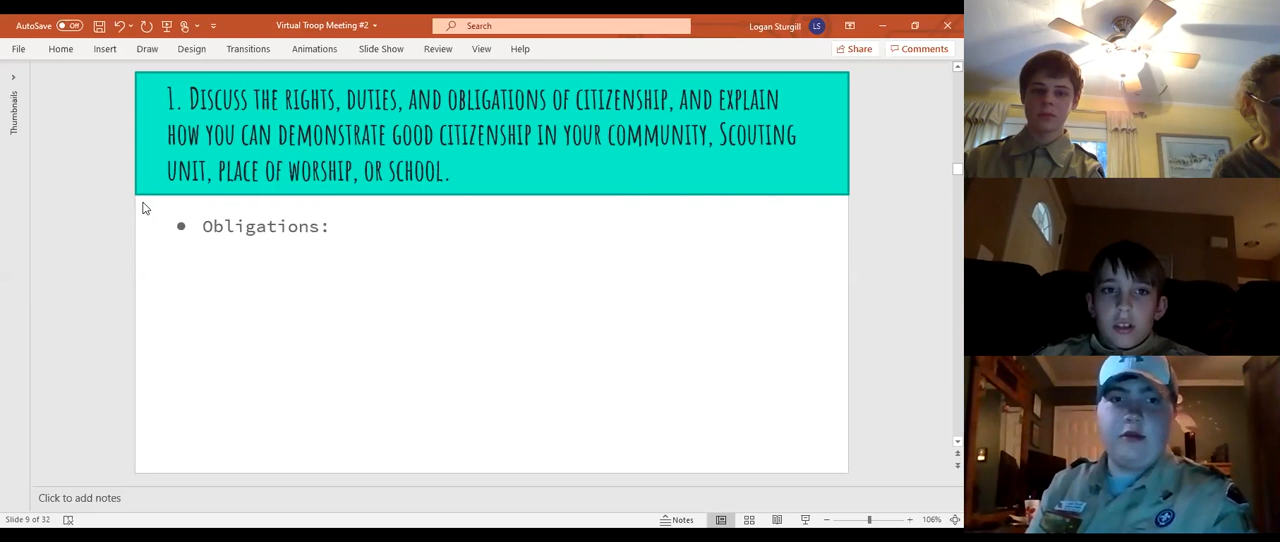 AutoSave Off Virtual Troop Meeting #2 Search Logan Sturgill LS
File Home Insert Draw Design Transitions Animations Slide Show Review View Help Share Comments
Thumbnails
1. Discuss the rights, duties, and obligations of citizenship, and explain
how you can demonstrate good citizenship in your community, Scouting
unit, place of worship, or school.
● Obligations:
Click to add notes
Slide 9 of 32 Notes 106%